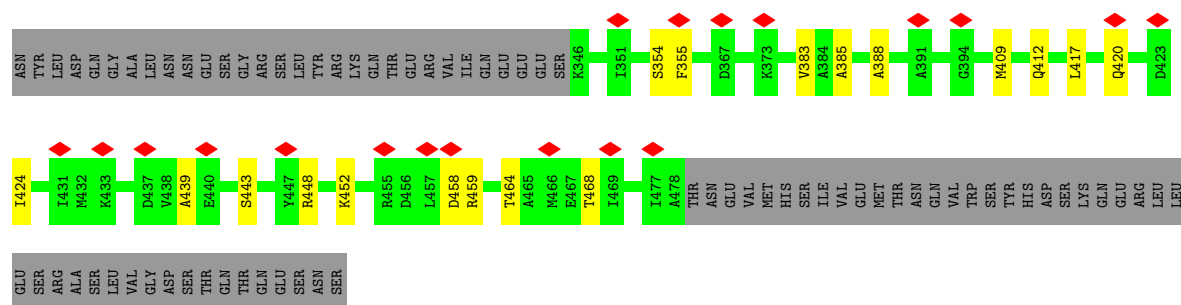 ASN TYR LEU ASP GLN GLY ALA LEU ASN ASN GLU SER GLY ARG SER LEU TYR ARG LYS GLN THR GLU ARG VAL ILE GLN GLU GLU GLU SER K346 I351 S354 F355 D367 K373 V383 A384 A385 A388 A391 G394 M409 Q412 L417 Q420 D423
I424 I431 M432 K433 D437 V438 A439 E440 S443 Y447 R448 K452 R455 D456 L457 D458 R459 T464 A465 M466 E467 T468 I469 I477 A478 THR ASN GLU VAL MET HIS SER ILE VAL GLU MET THR ASN GLN VAL TRP SER TYR HIS ASP SER LYS GLN GLU ARG LEU LEU
GLU SER ARG ALA SER LEU VAL GLY ASP SER THR GLN THR GLN GLU SER ASN SER